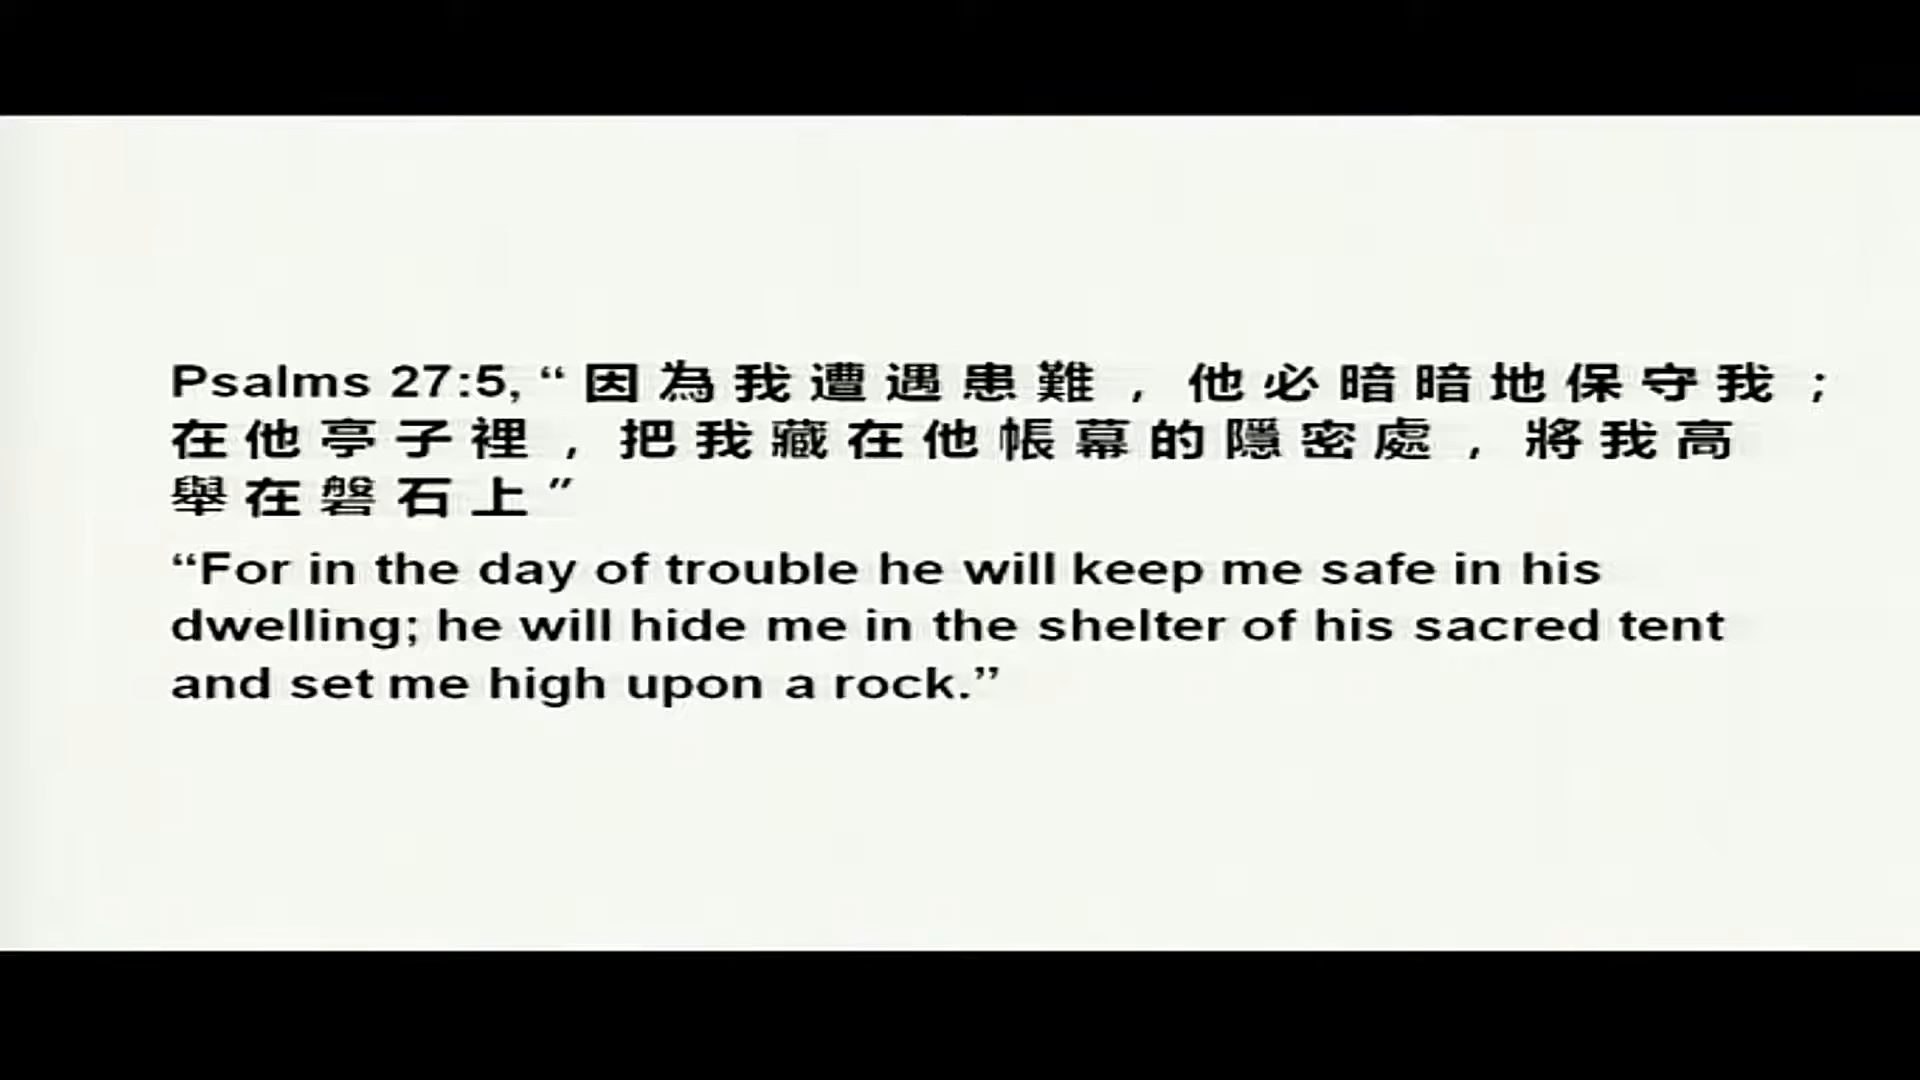 Psalms 27:5, “因為我遭遇患難，他必暗暗地保守我；
在他亭子裡，把我藏在他帳幕的隱密處，將我高
舉在磐石上”
“For in the day of trouble he will keep me safe in his
dwelling; he will hide me in the shelter of his sacred tent
and set me high upon a rock.”